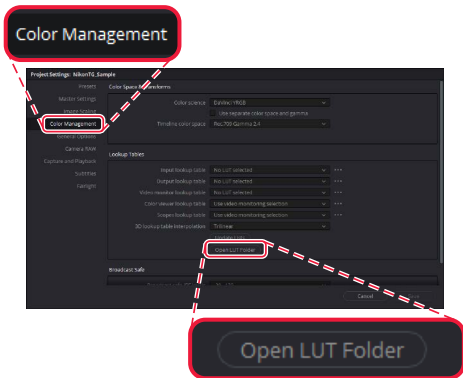 Color Management
Project Settings: NikonTG_Sample
Presets
Color Space & Transforms
Master Settings
Color science
DaVinci YRGB
Image Scaling
Use separate color space and gamma
Color Management
Timeline color space
Rec.709 Gamma 2.4
General Options
Camera RAW
Lookup Tables
Capture and Playback
Subtitles
Input lookup table
No LUT selected
Fairlight
Output lookup table
No LUT selected
Video monitor lookup table
No LUT selected
Color viewer lookup table
Use video monitoring selection
Scopes lookup table
Use video monitoring selection
3D lookup table interpolation
Trilinear
Update Lists
Open LUT Folder
Broadcast Safe
Cancel
Open LUT Folder